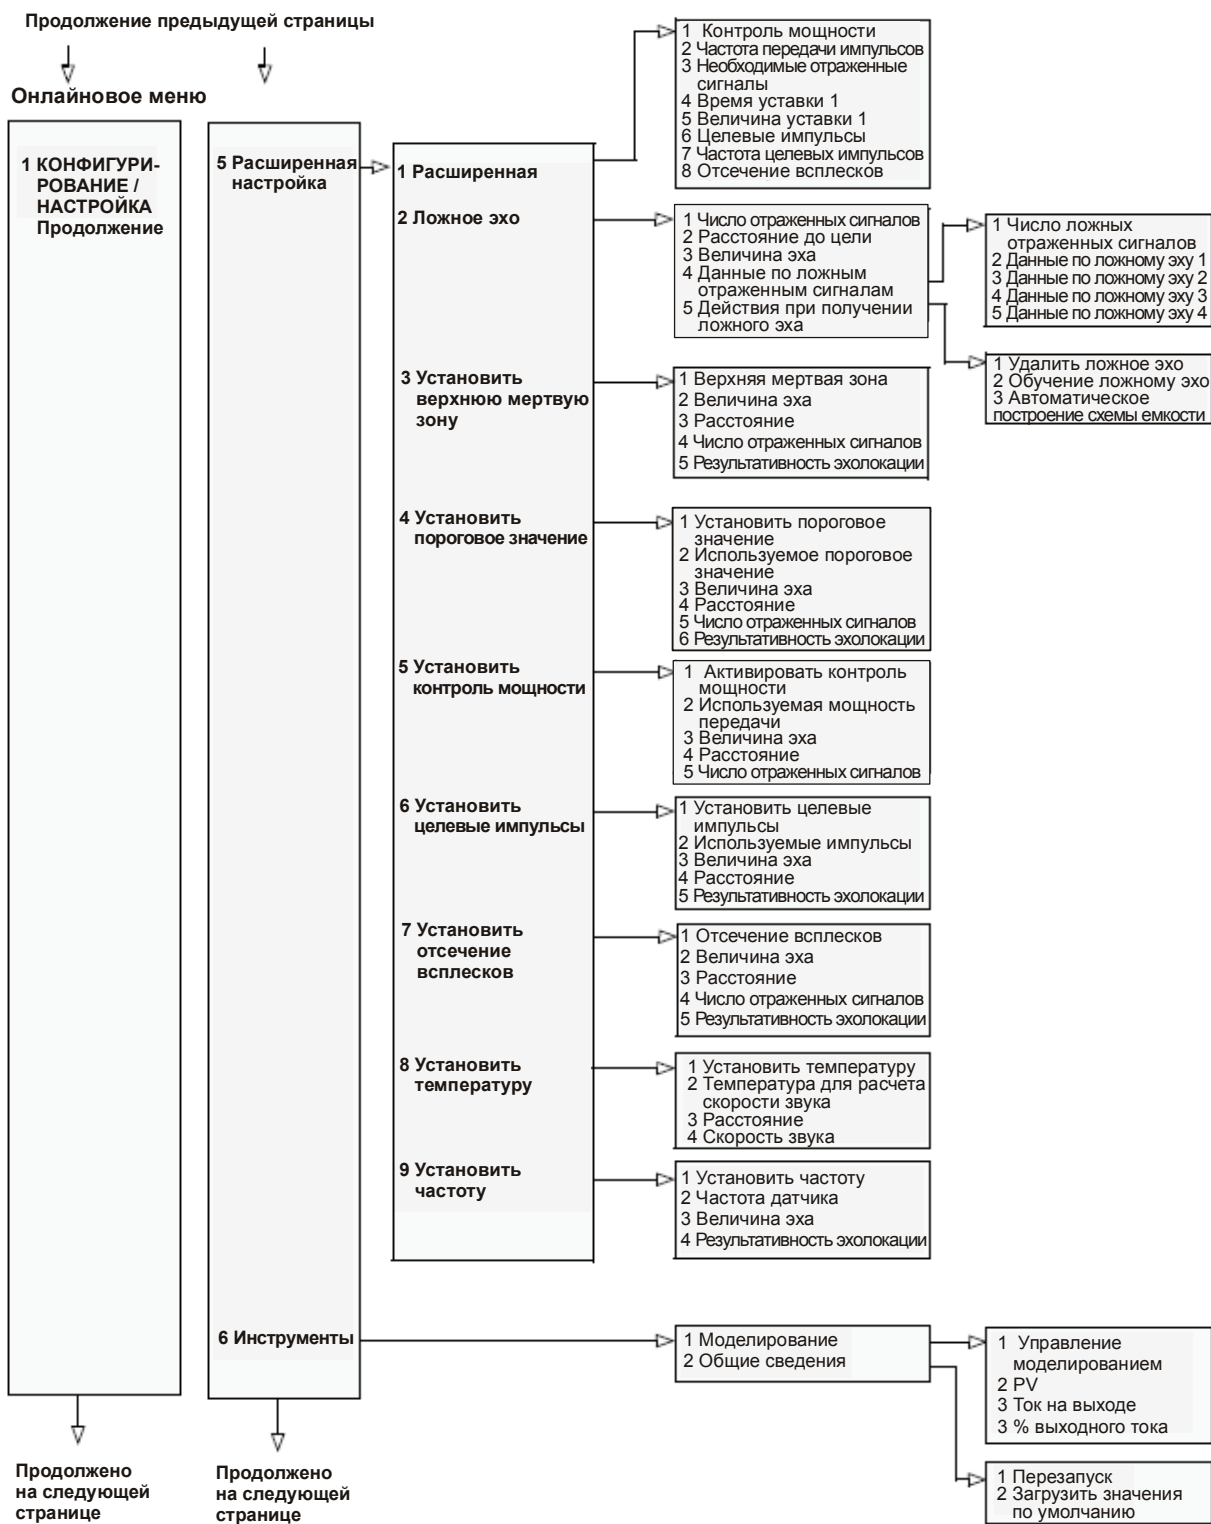 Продолжение предыдущей страницы
Онлайновое меню
1 КОНФИГУРИ-
РОВАНИЕ /
НАСТРОЙКА
Продолжение
5 Расширенная
настройка
1 Расширенная
1 Контроль мощности
2 Частота передачи импульсов
3 Необходимые отраженные
сигналы
4 Время уставки 1
5 Величина уставки 1
6 Целевые импульсы
7 Частота целевых импульсов
8 Отсечение всплесков
2 Ложное эхо
1 Число отраженных сигналов
2 Расстояние до цели
3 Величина эха
4 Данные по ложным
отраженным сигналам
5 Действия при получении
ложного эха
1 Число ложных
отраженных сигналов
2 Данные по ложному эху 1
3 Данные по ложному эху 2
4 Данные по ложному эху 3
5 Данные по ложному эху 4
1 Удалить ложное эхо
2 Обучение ложному эхо
3 Автоматическое
построение схемы емкости
3 Установить
верхнюю мертвую
зону
1 Верхняя мертвая зона
2 Величина эха
3 Расстояние
4 Число отраженных сигналов
5 Результативность эхолокации
4 Установить
пороговое значение
1 Установить пороговое
значение
2 Используемое пороговое
значение
3 Величина эха
4 Расстояние
5 Число отраженных сигналов
6 Результативность эхолокации
5 Установить
контроль мощности
1 Активировать контроль
мощности
2 Используемая мощность
передачи
3 Величина эха
4 Расстояние
5 Число отраженных сигналов
6 Установить
целевые импульсы
1 Установить целевые
импульсы
2 Используемые импульсы
3 Величина эха
4 Расстояние
5 Результативность эхолокации
7 Установить
отсечение
всплесков
1 Отсечение всплесков
2 Величина эха
3 Расстояние
4 Число отраженных сигналов
5 Результативность эхолокации
8 Установить
температуру
1 Установить температуру
2 Температура для расчета
скорости звука
3 Расстояние
4 Скорость звука
9 Установить
частоту
1 Установить частоту
2 Частота датчика
3 Величина эха
4 Результативность эхолокации
6 Инструменты
1 Моделирование
2 Общие сведения
1 Управление
моделированием
2 PV
3 Ток на выходе
3 % выходного тока
1 Перезапуск
2 Загрузить значения
по умолчанию
Продолжено
на следующей
странице
Продолжено
на следующей
странице